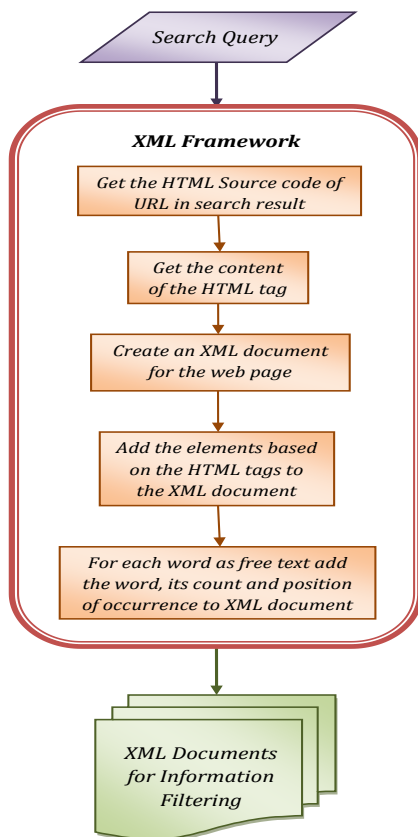 Search Query
XML Framework
Get the HTML Source code of
URL in search result
Get the content
of the HTML tag
Create an XML document
for the web page
Add the elements based
on the HTML tags to
the XML document
For each word as free text add
the word, its count and position
of occurrence to XML document
XML Documents
for Information
Filtering